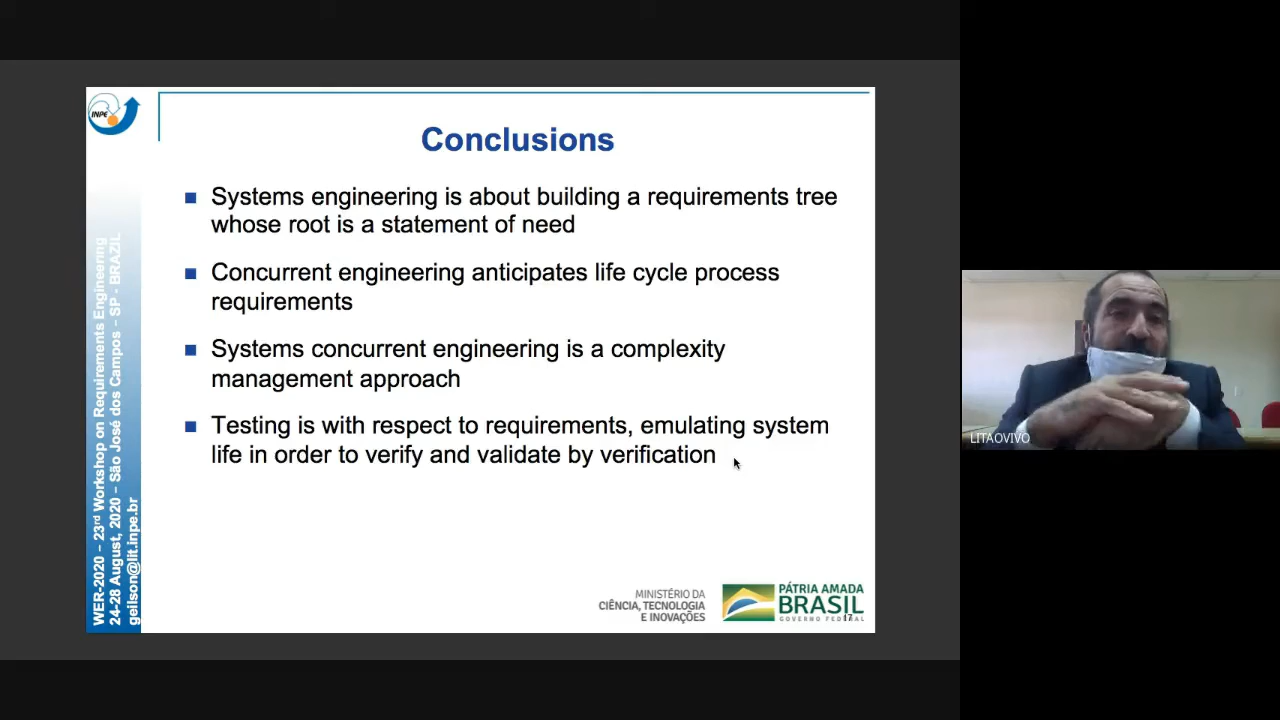 INPE
Conclusions
Systems engineering is about building a requirements tree
whose root is a statement of need
Concurrent engineering anticipates life cycle process
requirements
Systems concurrent engineering is a complexity
management approach
Testing is with respect to requirements, emulating system
life in order to verify and validate by verification
WER-2020 – 23rd Workshop on Requirements Engineering
24-28 August, 2020 – São José dos Campos – SP - BRAZIL
geilson@lit.inpe.br
MINISTÉRIO DA
CIÊNCIA, TECNOLOGIA
E INOVAÇÕES
PÁTRIA AMADA
BRASIL
GOVERNO FEDERAL
17
LITAOVIVO